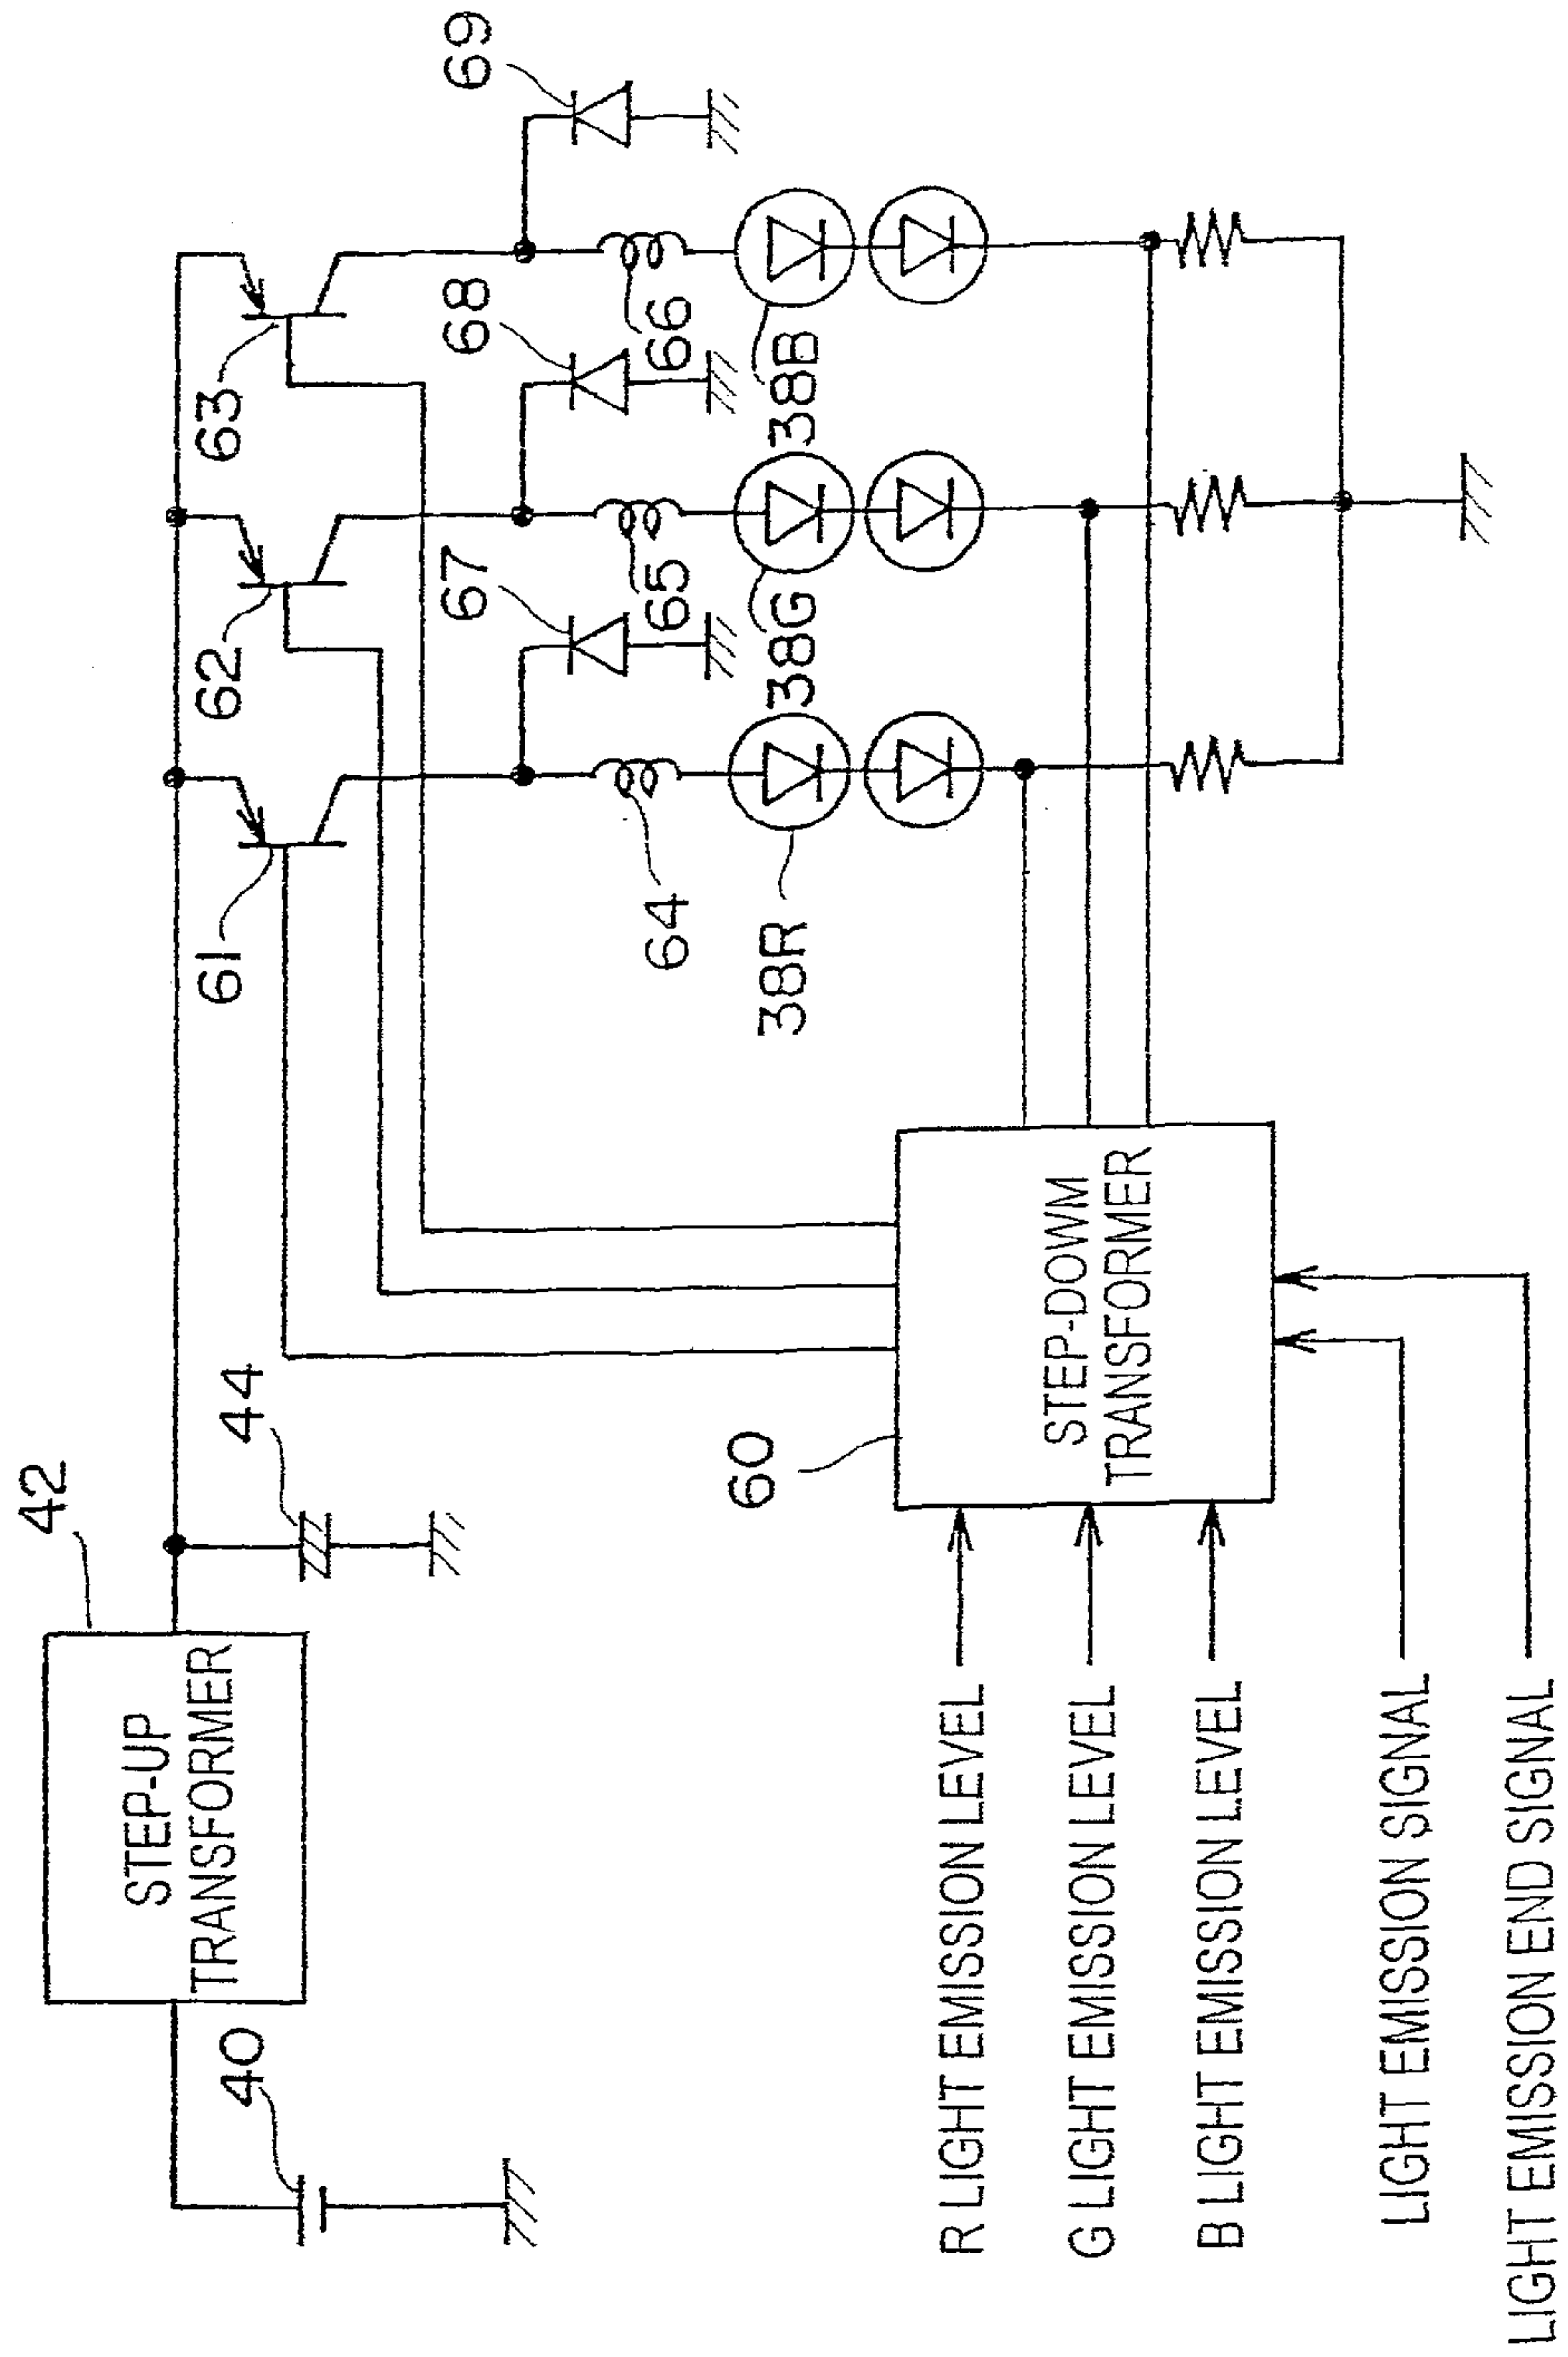 42
STEP-UP
TRANSFORMER
40
44
61
62
63
64
65
66
67
68
69
38R
38G
38B
60
STEP-DOWM
TRANSFORMER
R LIGHT EMISSION LEVEL
G LIGHT EMISSION LEVEL
B LIGHT EMISSION LEVEL
LIGHT EMISSION SIGNAL
LIGHT EMISSION END SIGNAL